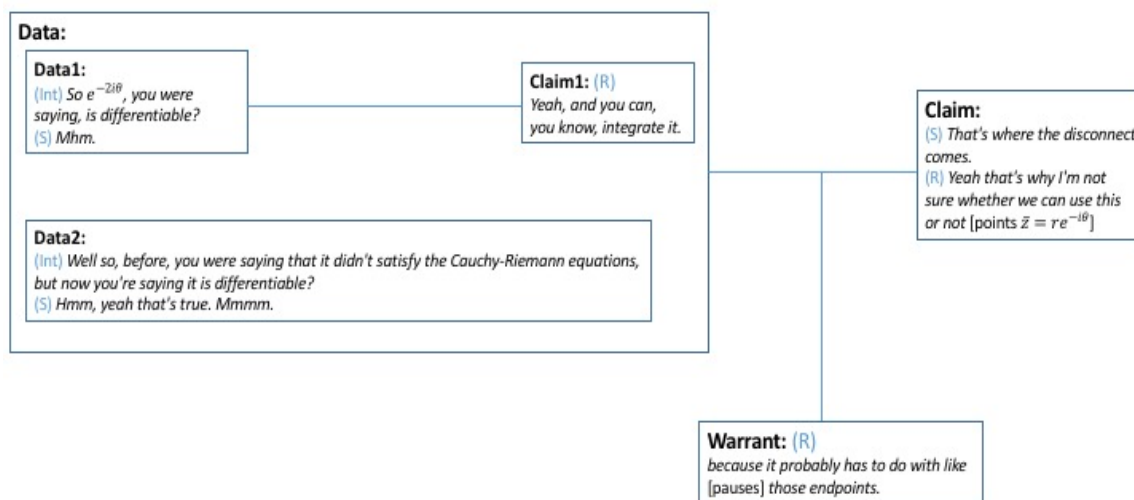 Data:
Data1:
(Int) So e^{-2iθ}, you were
saying, is differentiable?
(S) Mhm.
Claim1: (R)
Yeah, and you can,
you know, integrate it.
Data2:
(Int) Well so, before, you were saying that it didn't satisfy the Cauchy-Riemann equations,
but now you're saying it is differentiable?
(S) Hmm, yeah that's true. Mmmm.
Claim:
(S) That's where the disconnect
comes.
(R) Yeah that's why I'm not
sure whether we can use this
or not [points z̄ = re^{-iθ}]
Warrant: (R)
because it probably has to do with like
[pauses] those endpoints.